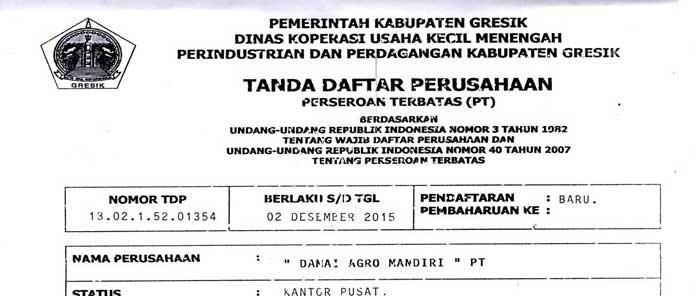 PEMERINTAH KABUPATEN GRESIK
DINAS KOPERASI USAHA KECIL MENENGAH
PERINDUSTRIAN DAN PERDAGANGAN KABUPATEN GRESIK
GRESIK
TANDA DAFTAR PERUSAHAAN
PERSEROAN TERBATAS (PT)
BERDASARKAN
UNDANG-UNDANG REPUBLIK INDONESIA NOMOR 3 TAHUN 1982
TENTANG WAJIB DAFTAR PERUSAHAAN DAN
UNDANG-UNDANG REPUBLIK INDONESIA NOMOR 40 TAHUN 2007
TENTANG PERSEROAN TERBATAS
NOMOR TDP
13.02.1.52.01354
BERLAKU S/D TGL
02 DESEMBER 2015
PENDAFTARAN : BARU.
PEMBAHARUAN KE :
NAMA PERUSAHAAN : " DAMAI AGRO MANDIRI " PT
STATUS : KANTOR PUSAT.